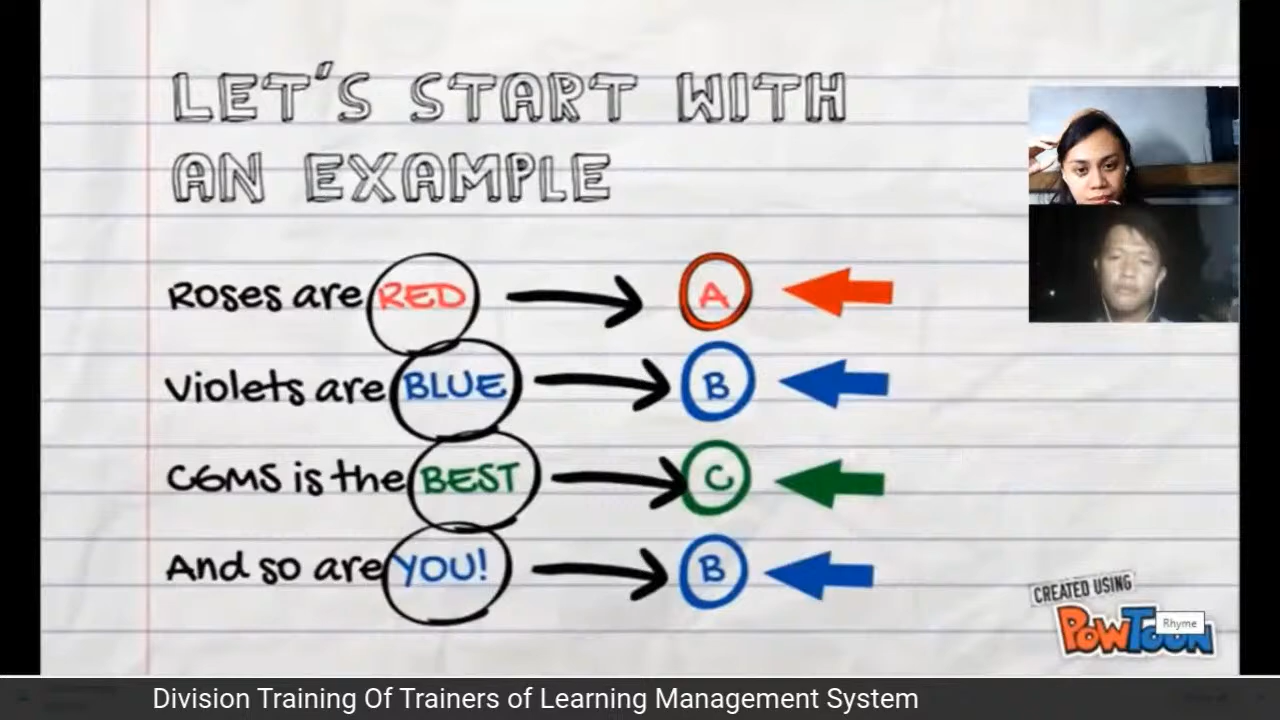 LET'S START WITH
AN EXAMPLE
Roses are RED A
Violets are BLUE B
CGMS is the BEST C
And so are YOU! B
CREATED USING
POWTOON
Rhyme
Division Training Of Trainers of Learning Management System